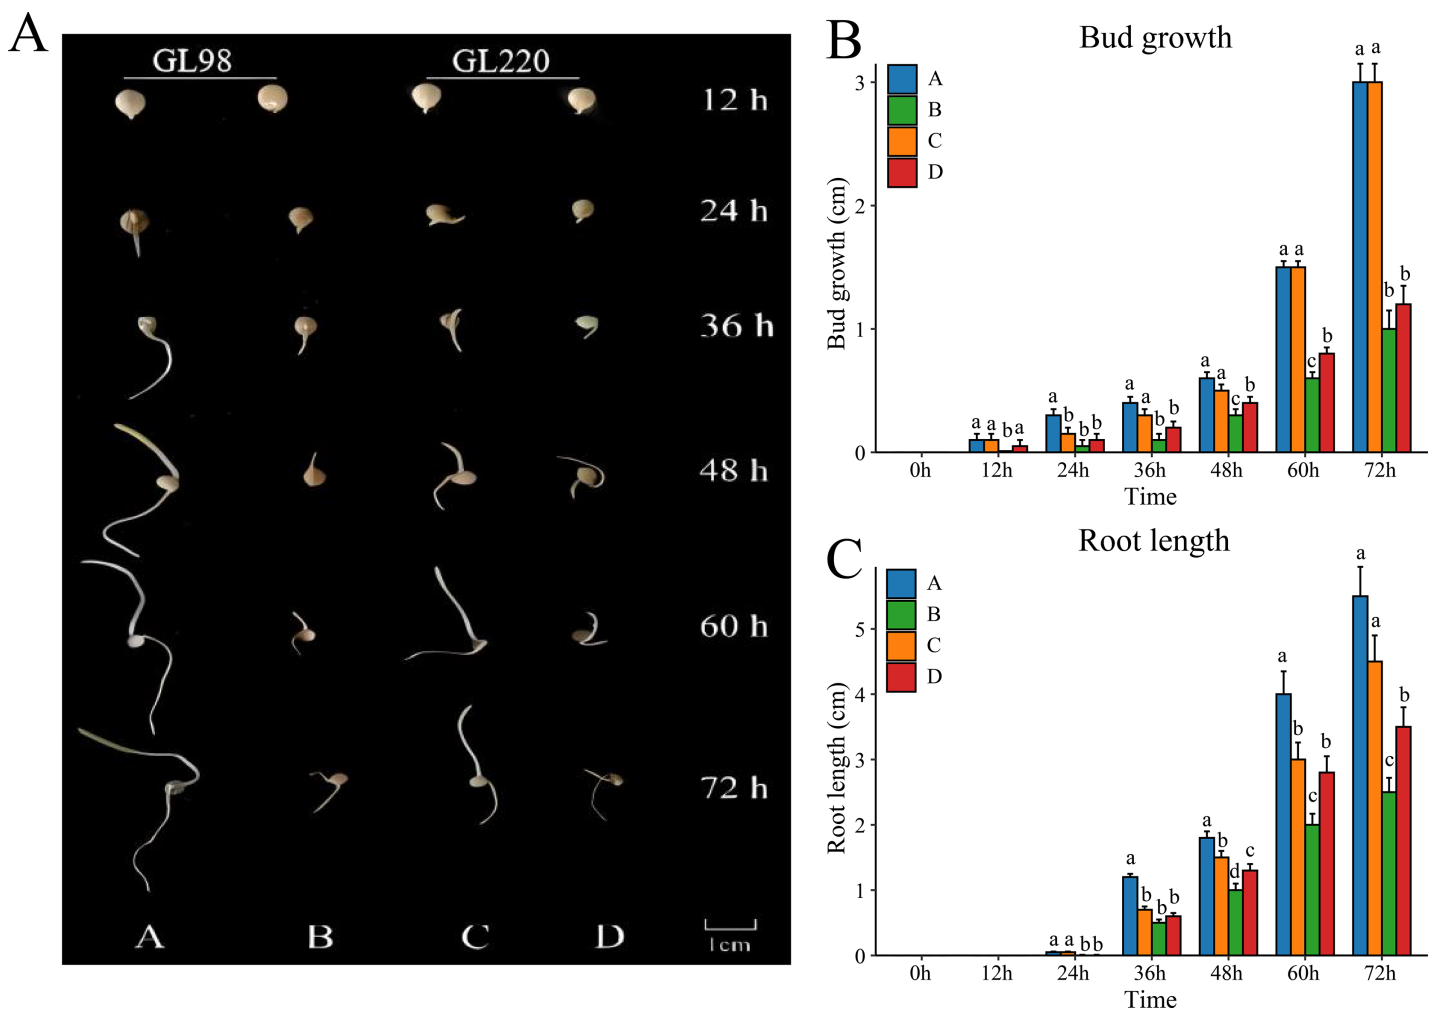 A
GL98 GL220
12 h
24 h
36 h
48 h
60 h
72 h
A B C D
1cm
B
Bud growth
A
B
C
D
Bud growth (cm)
3
2
1
0
a a b a
a b b b
a a b b
a a c b
a a c b
a a b b
0h 12h 24h 36h 48h 60h 72h
Time
C
Root length
A
B
C
D
Root length (cm)
5
4
3
2
1
0
a a b b
a b b b
a b d c
a b c b
a a c b
0h 12h 24h 36h 48h 60h 72h
Time